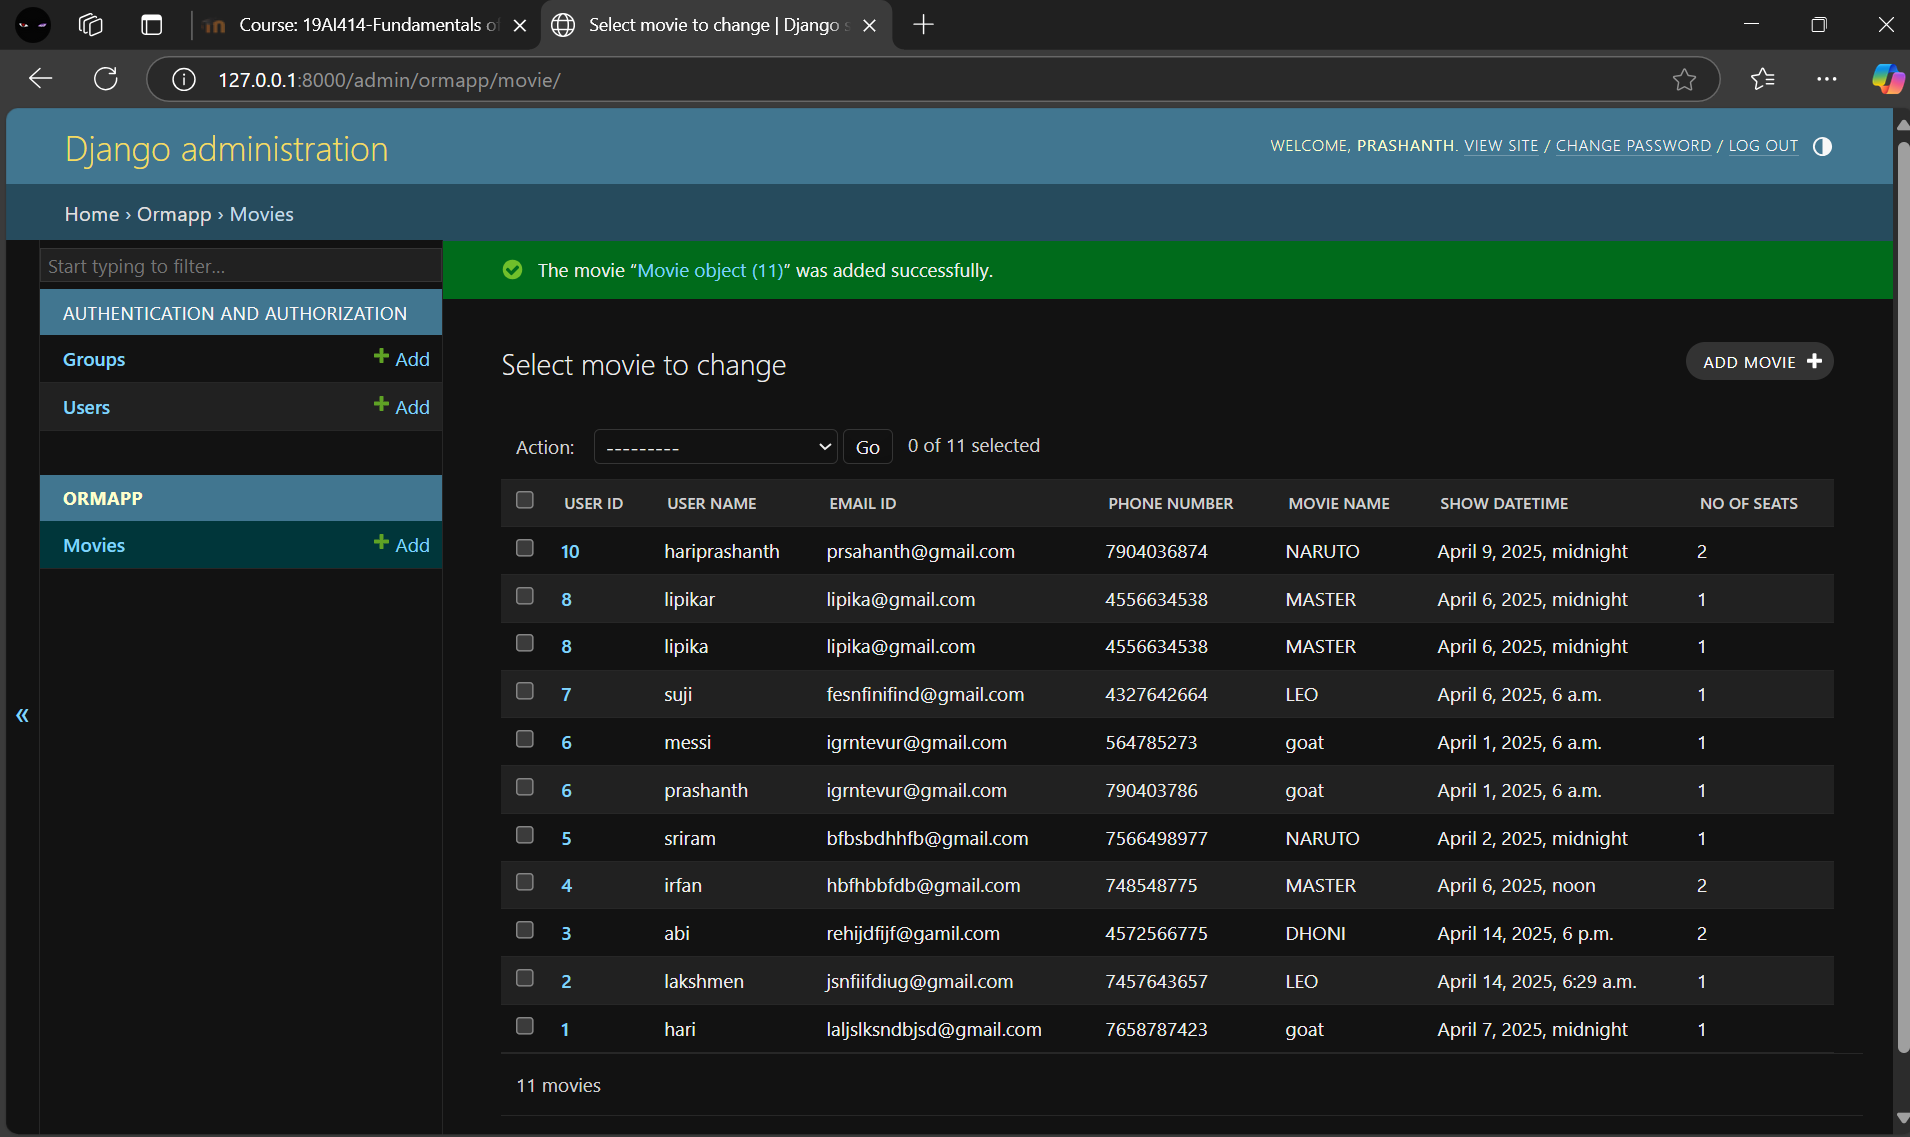 Course: 19AI414-Fundamentals of
Select movie to change | Django s
127.0.0.1:8000/admin/ormapp/movie/
Django administration
WELCOME, PRASHANTH. VIEW SITE / CHANGE PASSWORD / LOG OUT
Home › Ormapp › Movies
Start typing to filter...
AUTHENTICATION AND AUTHORIZATION
Groups + Add
Users + Add
ORMAPP
Movies + Add
«
The movie “Movie object (11)” was added successfully.
Select movie to change
ADD MOVIE +
Action: --------- Go 0 of 11 selected
USER ID USER NAME EMAIL ID PHONE NUMBER MOVIE NAME SHOW DATETIME NO OF SEATS
10 hariprashanth prsahanth@gmail.com 7904036874 NARUTO April 9, 2025, midnight 2
8 lipikar lipika@gmail.com 4556634538 MASTER April 6, 2025, midnight 1
8 lipika lipika@gmail.com 4556634538 MASTER April 6, 2025, midnight 1
7 suji fesnfinifind@gmail.com 4327642664 LEO April 6, 2025, 6 a.m. 1
6 messi igrntevur@gmail.com 564785273 goat April 1, 2025, 6 a.m. 1
6 prashanth igrntevur@gmail.com 790403786 goat April 1, 2025, 6 a.m. 1
5 sriram bfbsbdhhfb@gmail.com 7566498977 NARUTO April 2, 2025, midnight 1
4 irfan hbfhbbfdb@gmail.com 748548775 MASTER April 6, 2025, noon 2
3 abi rehijdfijf@gamil.com 4572566775 DHONI April 14, 2025, 6 p.m. 2
2 lakshmen jsnfiifdiug@gmail.com 7457643657 LEO April 14, 2025, 6:29 a.m. 1
1 hari laljslksndbjsd@gmail.com 7658787423 goat April 7, 2025, midnight 1
11 movies